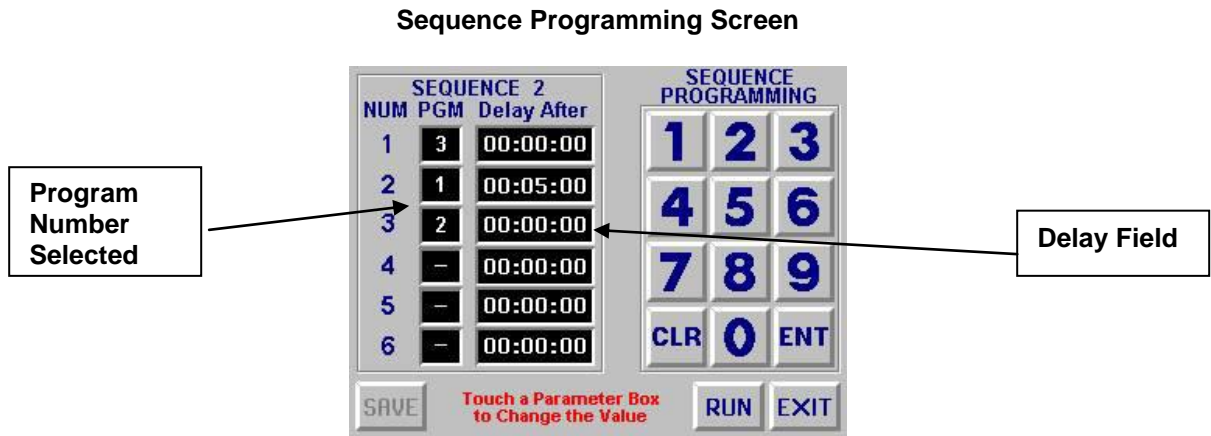 Sequence Programming Screen
Program
Number
Selected
SEQUENCE 2
NUM PGM Delay After
1 3 00:00:00
2 1 00:05:00
3 2 00:00:00
4 – 00:00:00
5 – 00:00:00
6 – 00:00:00
SEQUENCE
PROGRAMMING
1 2 3
4 5 6
7 8 9
CLR 0 ENT
SAVE
Touch a Parameter Box
to Change the Value
RUN EXIT
Delay Field